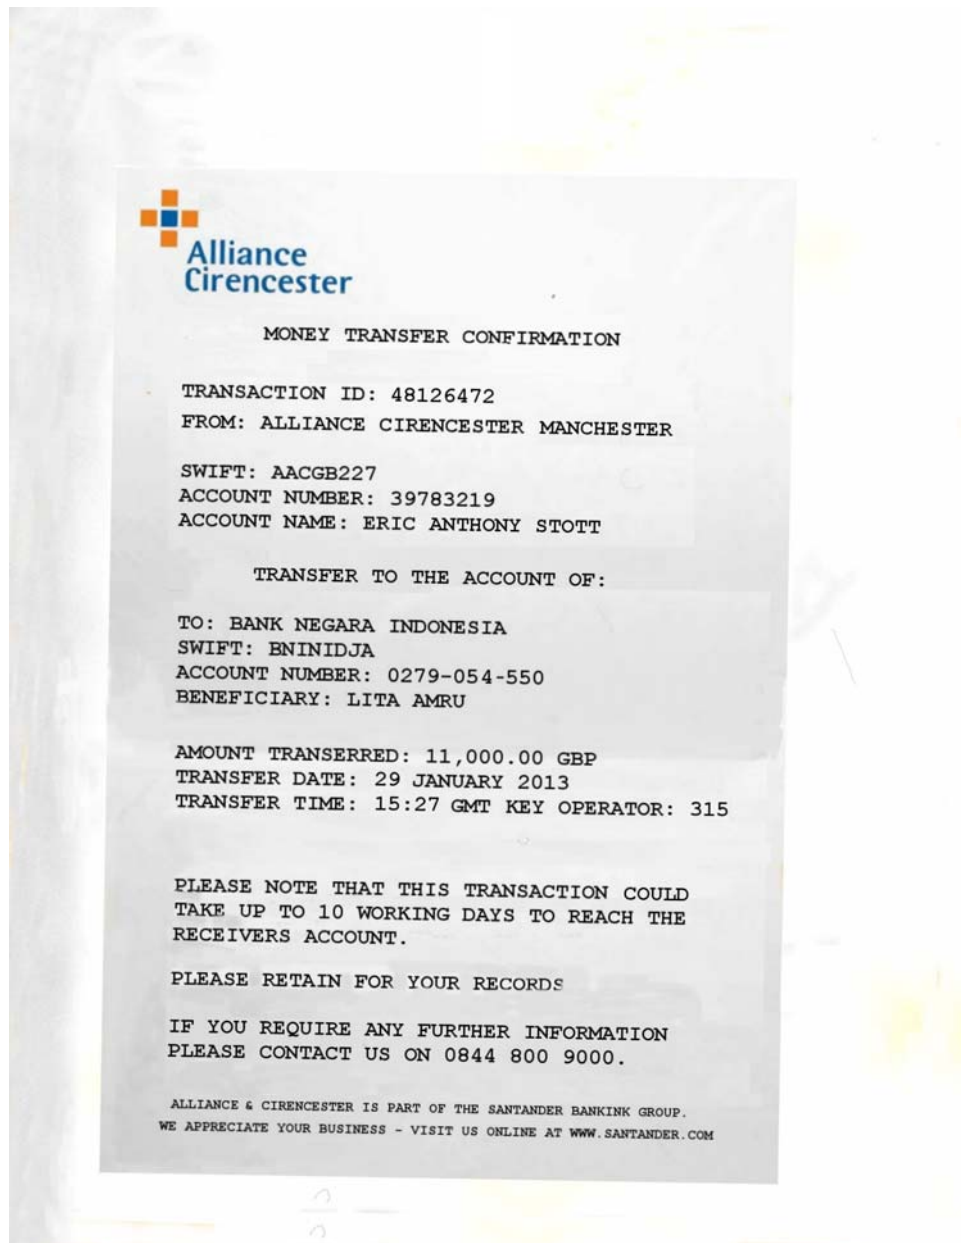 Alliance
Cirencester
MONEY TRANSFER CONFIRMATION
TRANSACTION ID: 48126472
FROM: ALLIANCE CIRENCESTER MANCHESTER
SWIFT: AACGB227
ACCOUNT NUMBER: 39783219
ACCOUNT NAME: ERIC ANTHONY STOTT
TRANSFER TO THE ACCOUNT OF:
TO: BANK NEGARA INDONESIA
SWIFT: BNINIDJA
ACCOUNT NUMBER: 0279-054-550
BENEFICIARY: LITA AMRU
AMOUNT TRANSERRED: 11,000.00 GBP
TRANSFER DATE: 29 JANUARY 2013
TRANSFER TIME: 15:27 GMT KEY OPERATOR: 315
PLEASE NOTE THAT THIS TRANSACTION COULD
TAKE UP TO 10 WORKING DAYS TO REACH THE
RECEIVERS ACCOUNT.
PLEASE RETAIN FOR YOUR RECORDS
IF YOU REQUIRE ANY FURTHER INFORMATION
PLEASE CONTACT US ON 0844 800 9000.
ALLIANCE & CIRENCESTER IS PART OF THE SANTANDER BANKINK GROUP.
WE APPRECIATE YOUR BUSINESS - VISIT US ONLINE AT WWW.SANTANDER.COM